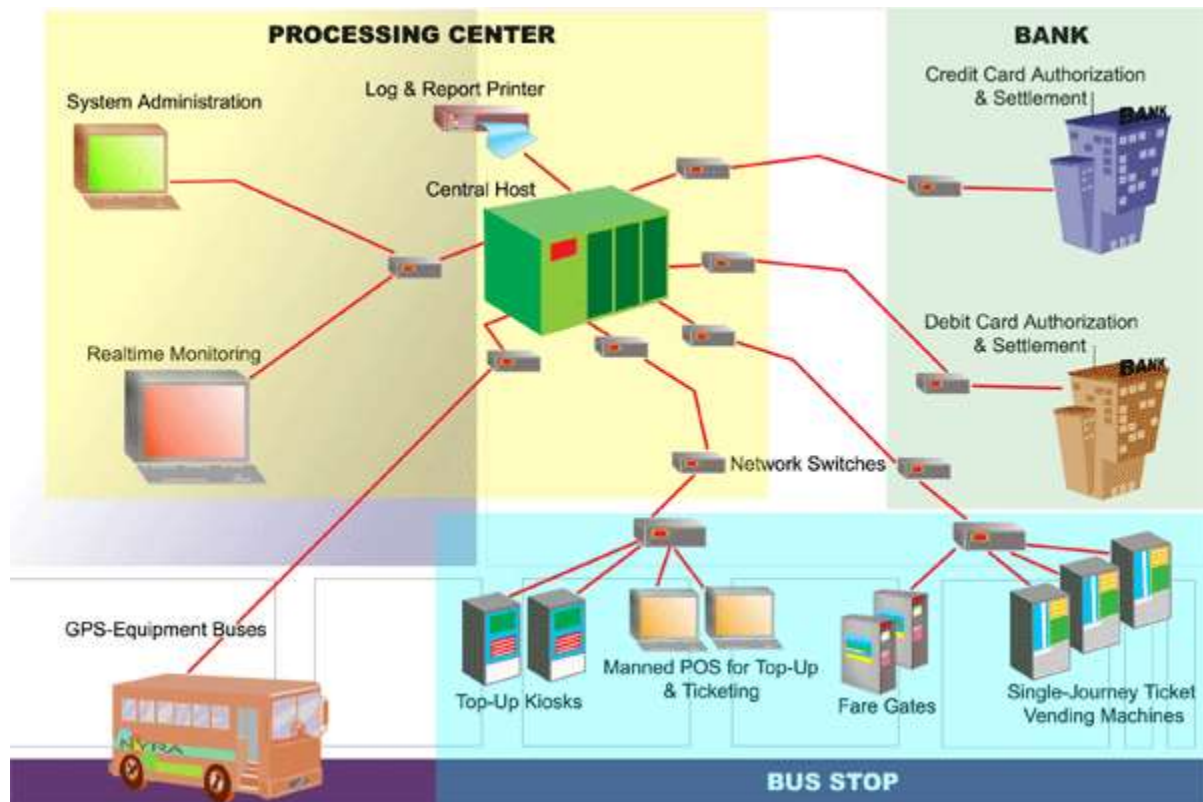 PROCESSING CENTER
BANK
System Administration
Log & Report Printer
Credit Card Authorization
& Settlement
BANK
Central Host
Realtime Monitoring
Debit Card Authorization
& Settlement
BANK
Network Switches
GPS-Equipment Buses
Top-Up Kiosks
Manned POS for Top-Up
& Ticketing
Fare Gates
Single-Journey Ticket
Vending Machines
NYRA
BUS STOP